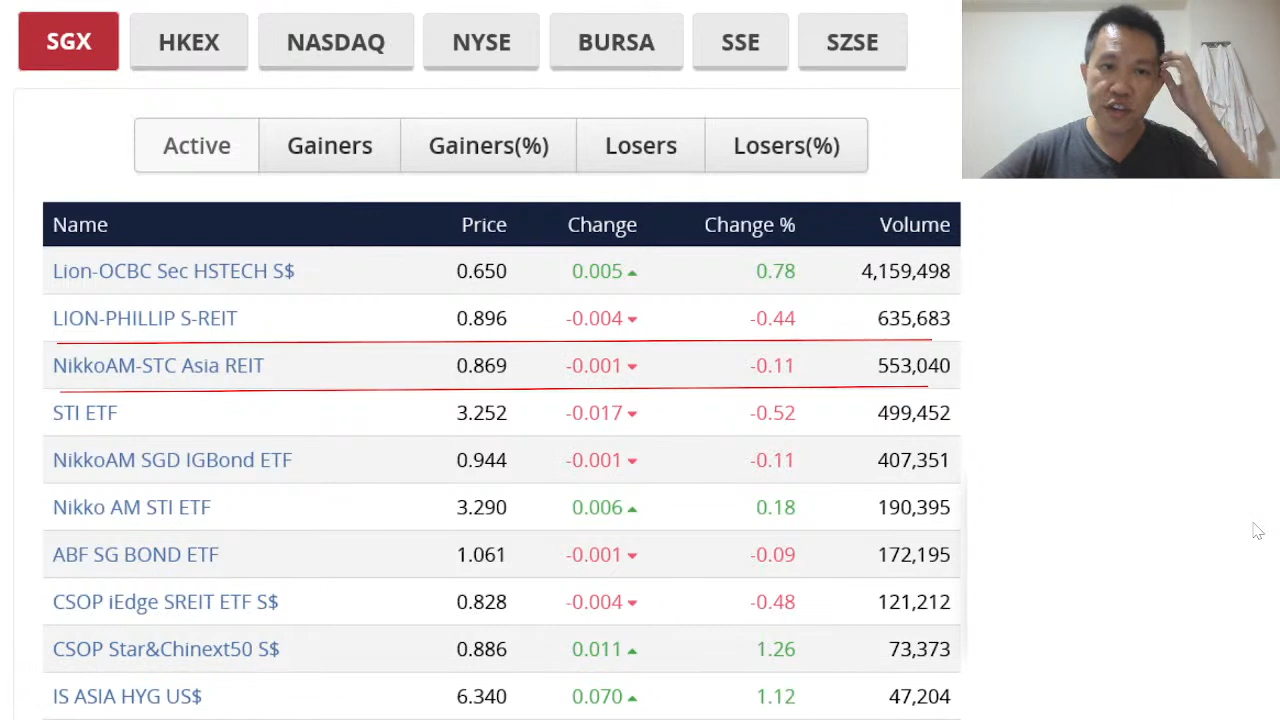 SGX HKEX NASDAQ NYSE BURSA SSE SZSE
Active Gainers Gainers(%) Losers Losers(%)
Name Price Change Change % Volume
Lion-OCBC Sec HSTECH S$ 0.650 0.005 0.78 4,159,498
LION-PHILLIP S-REIT 0.896 -0.004 -0.44 635,683
NikkoAM-STC Asia REIT 0.869 -0.001 -0.11 553,040
STI ETF 3.252 -0.017 -0.52 499,452
NikkoAM SGD IGBond ETF 0.944 -0.001 -0.11 407,351
Nikko AM STI ETF 3.290 0.006 0.18 190,395
ABF SG BOND ETF 1.061 -0.001 -0.09 172,195
CSOP iEdge SREIT ETF S$ 0.828 -0.004 -0.48 121,212
CSOP Star&Chinext50 S$ 0.886 0.011 1.26 73,373
IS ASIA HYG US$ 6.340 0.070 1.12 47,204